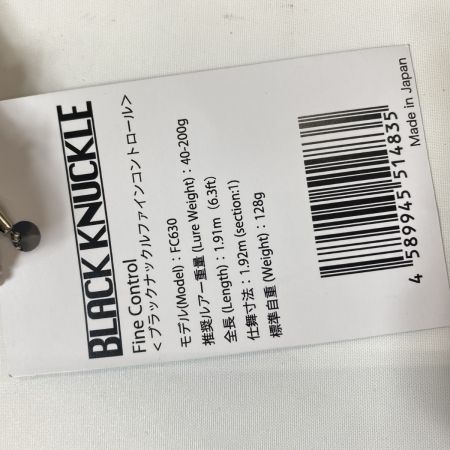 BLACK KNUCKLE
Fine Control
<ブラックナックルファインコントロール>
モデル(Model) : FC630
推奨ルアー重量 (Lure Weight) : 40-200g
全長 (Length) : 1.91m (6.3ft)
仕舞寸法 : 1.92m (section:1)
標準自重 (Weight) : 128g
4 589945 514835
Made in Japan